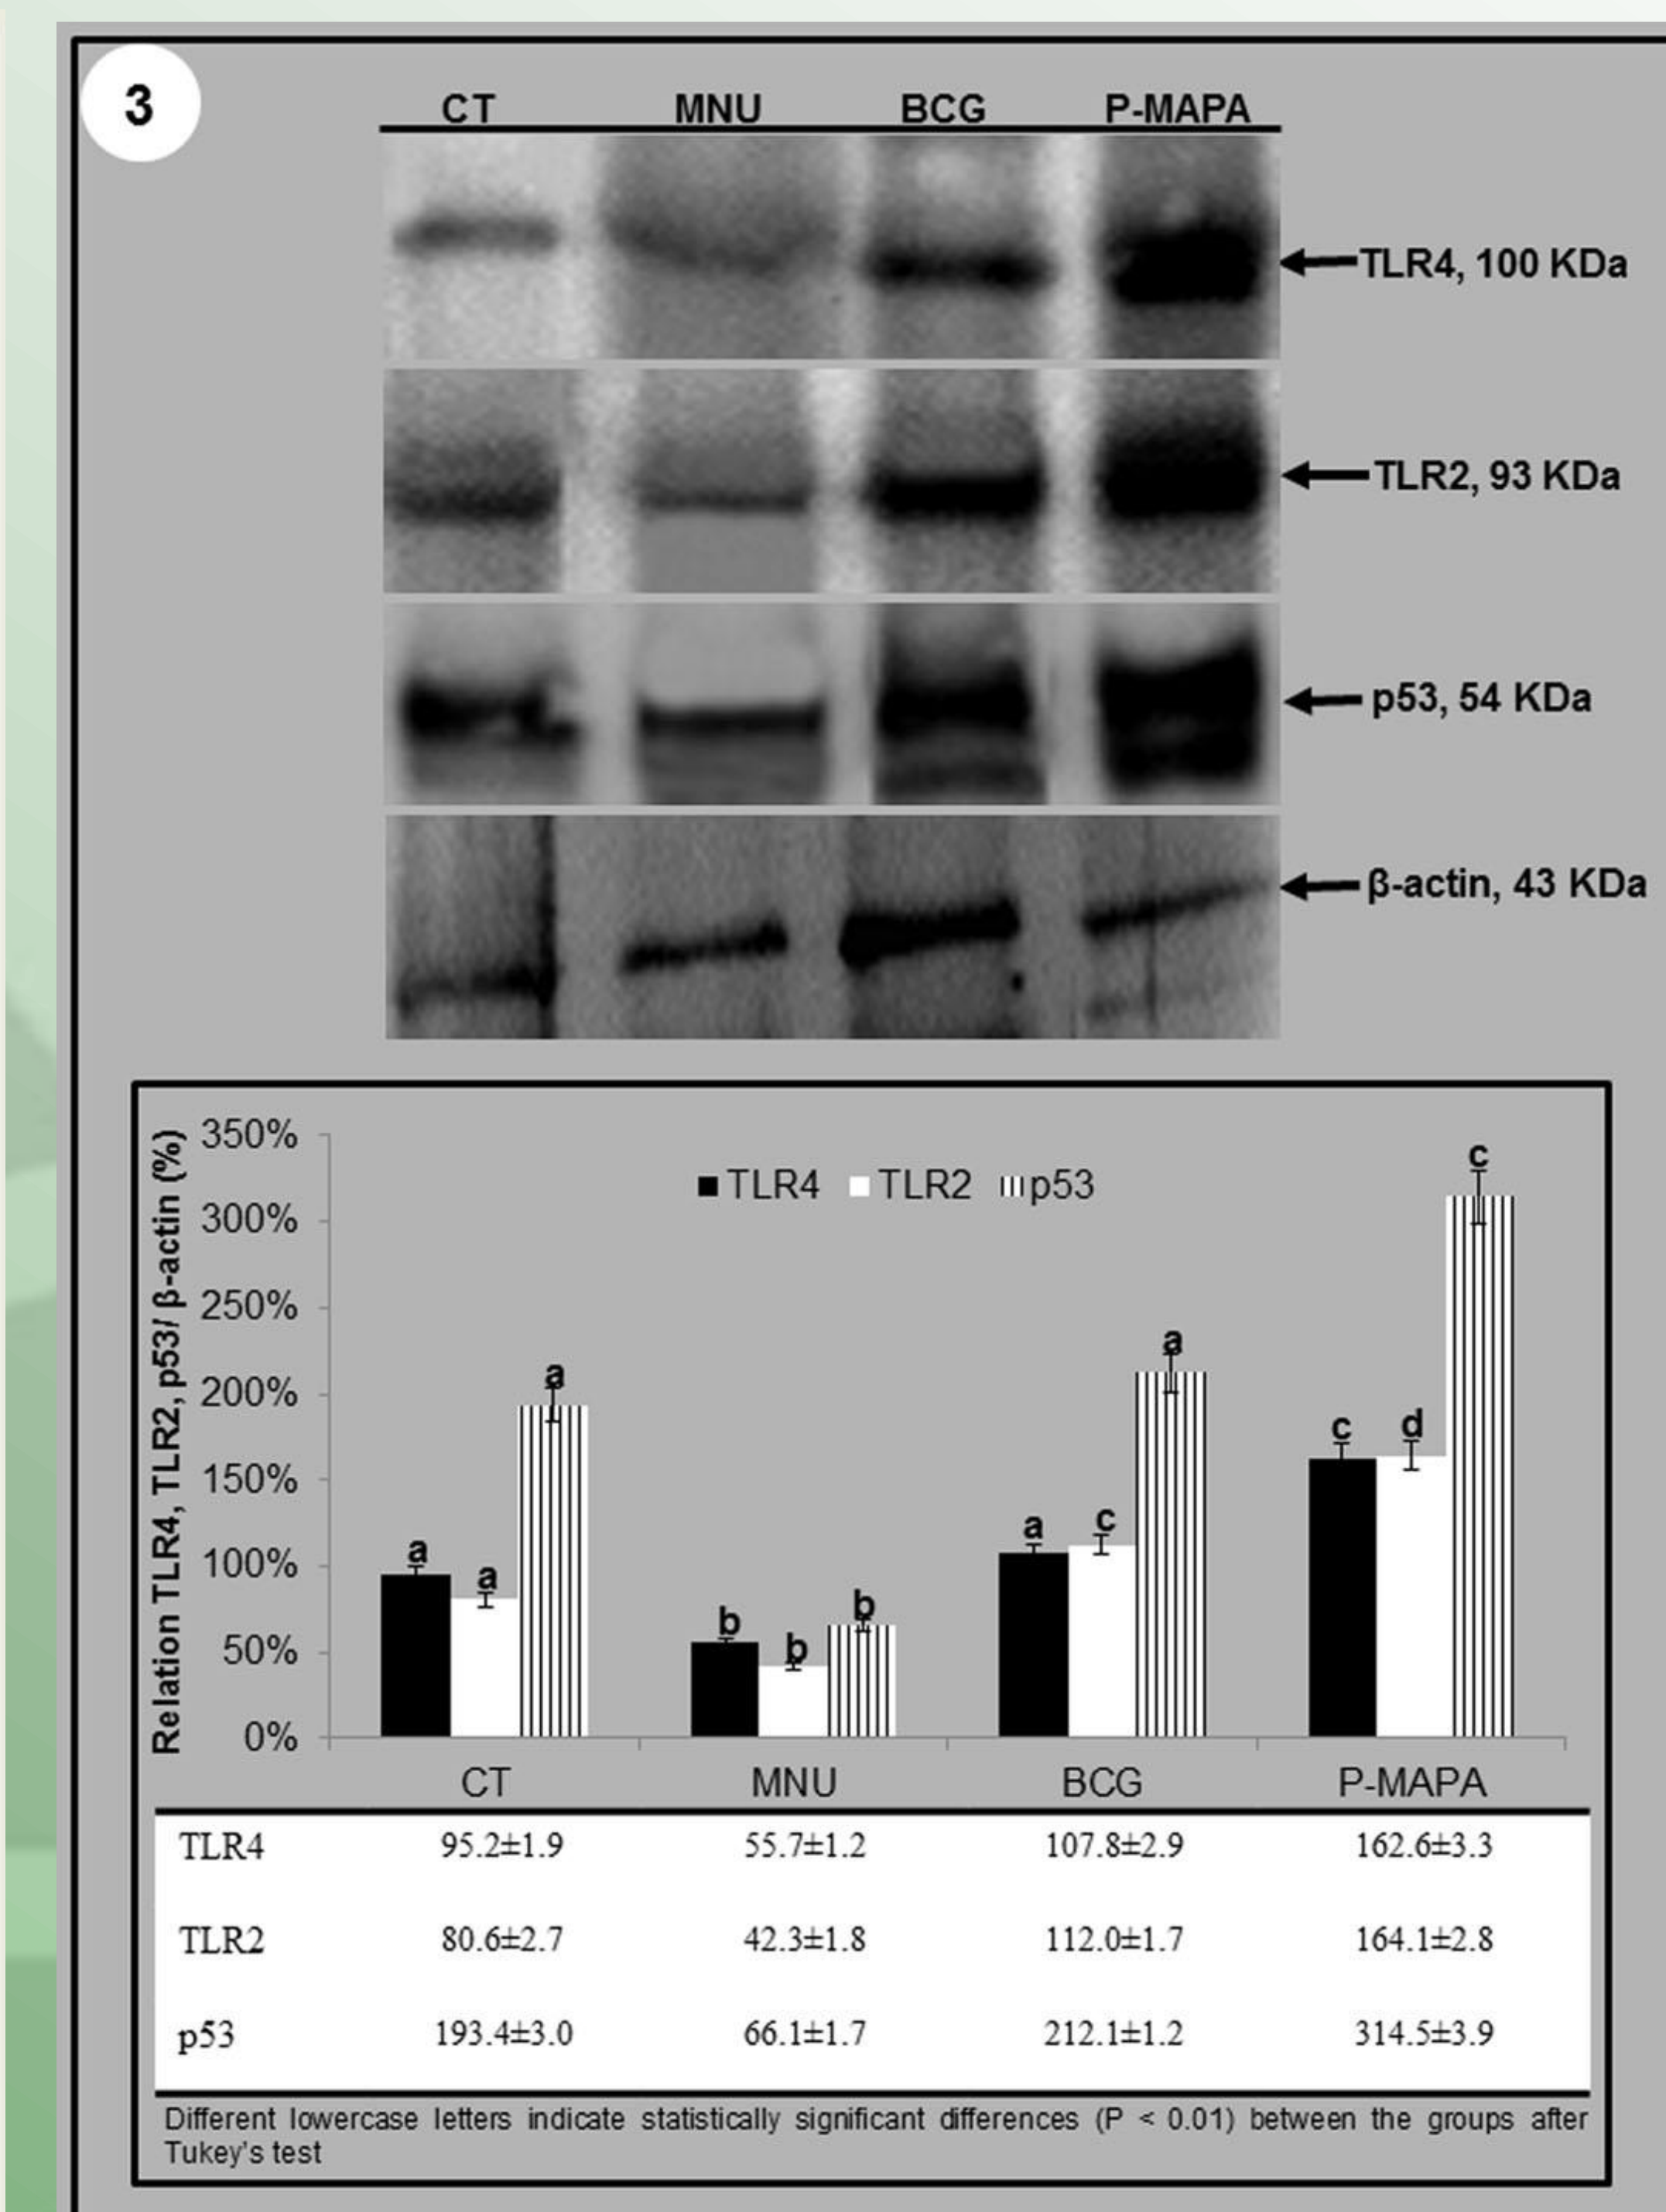 3
CT MNU BCG P-MAPA
TLR4, 100 KDa
TLR2, 93 KDa
p53, 54 KDa
β-actin, 43 KDa
Relation TLR4, TLR2, p53/ β-actin (%)
350%
300%
250%
200%
150%
100%
50%
0%
TLR4 TLR2 p53
a a a
b b b
a c a
c d c
CT MNU BCG P-MAPA
TLR4 95.2±1.9 55.7±1.2 107.8±2.9 162.6±3.3
TLR2 80.6±2.7 42.3±1.8 112.0±1.7 164.1±2.8
p53 193.4±3.0 66.1±1.7 212.1±1.2 314.5±3.9
Different lowercase letters indicate statistically significant differences (P < 0.01) between the groups after
Tukey's test